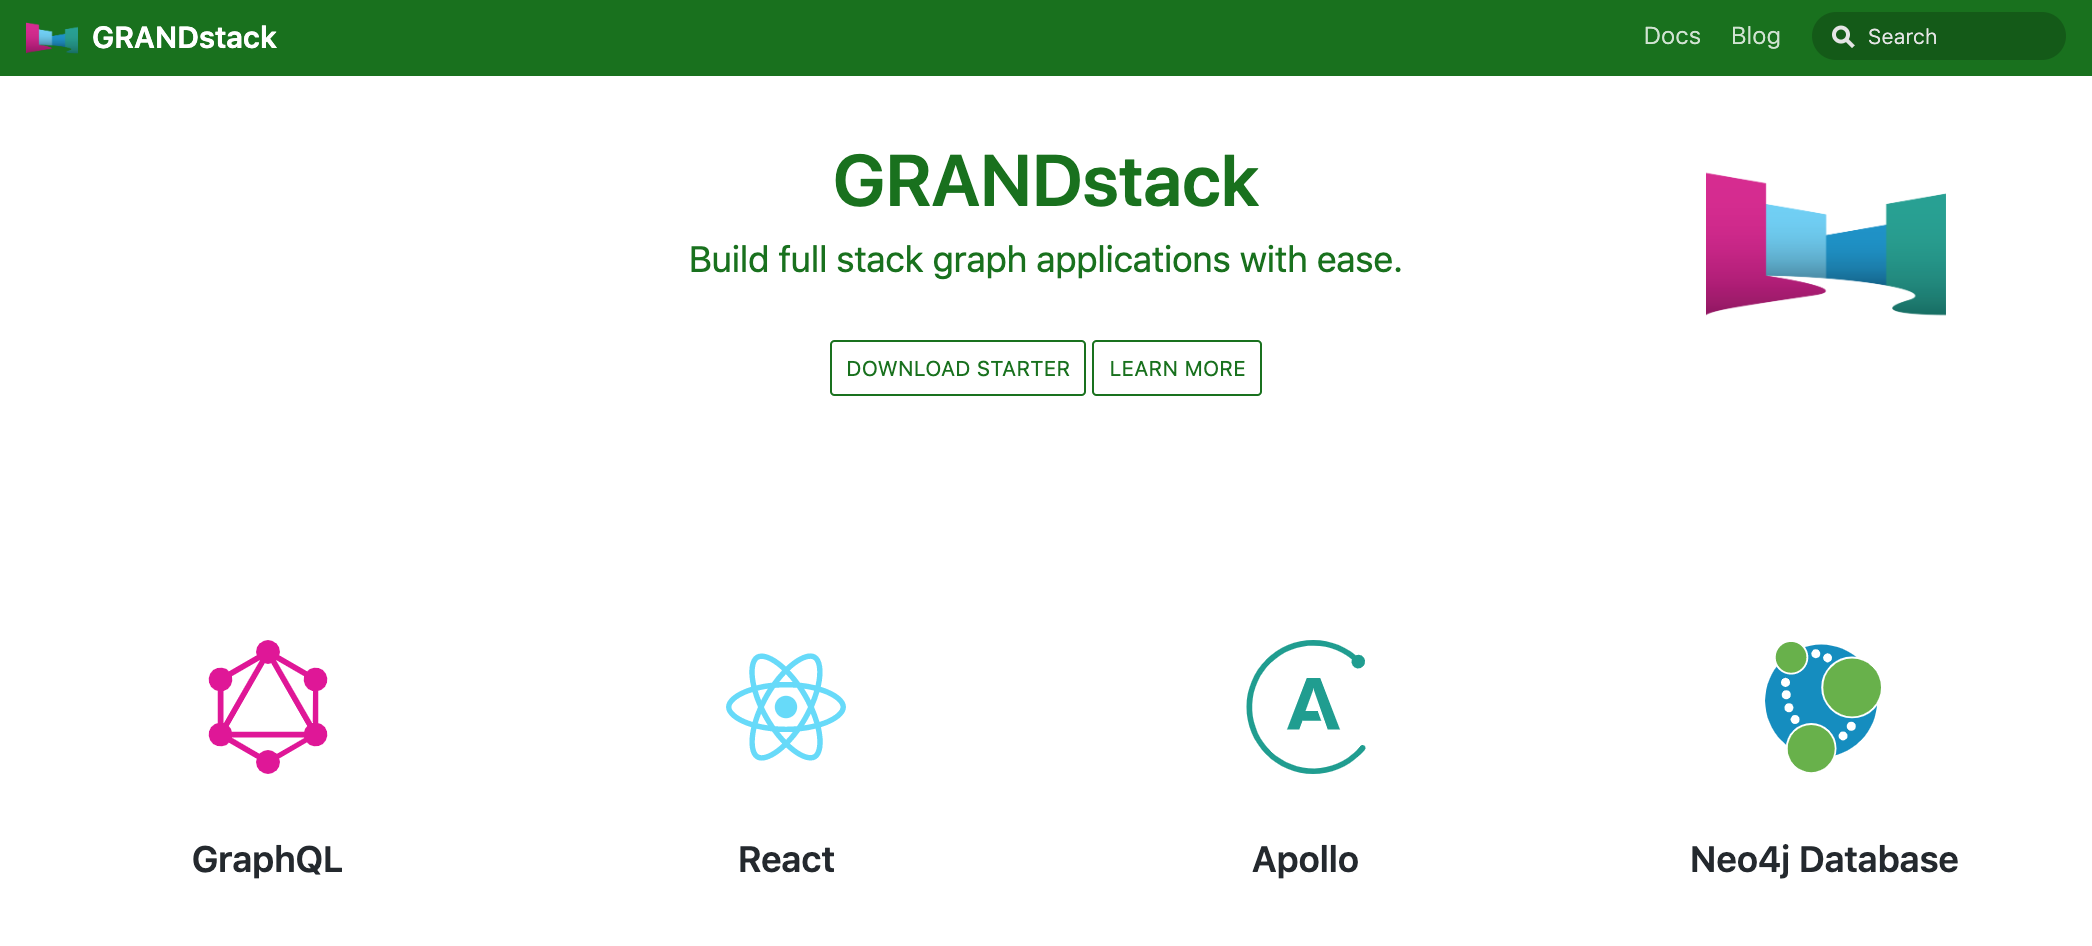 GRANDstack
Docs Blog Search
GRANDstack
Build full stack graph applications with ease.
DOWNLOAD STARTER LEARN MORE
A
GraphQL React Apollo Neo4j Database